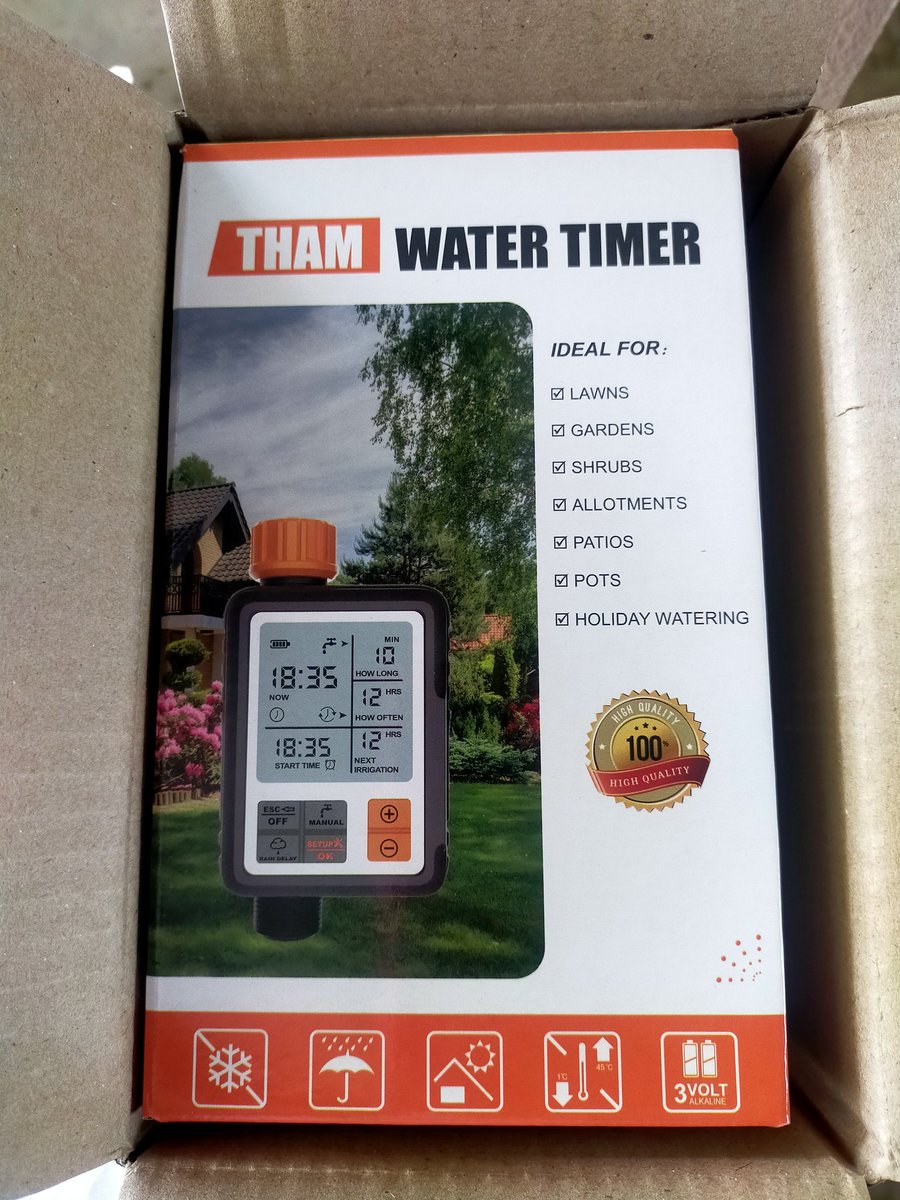 THAM WATER TIMER
IDEAL FOR:
LAWNS
GARDENS
SHRUBS
ALLOTMENTS
PATIOS
POTS
HOLIDAY WATERING
MIN
18:35
10
NOW
HOW LONG
12 HRS
HOW OFTEN
18:35
12 HRS
START TIME
NEXT
IRRIGATION
ESC
OFF
MANUAL
RAIN DELAY
SETUP
OK
HIGH QUALITY
100%
HIGH QUALITY
1°C
45°C
3 VOLT
ALKALINE